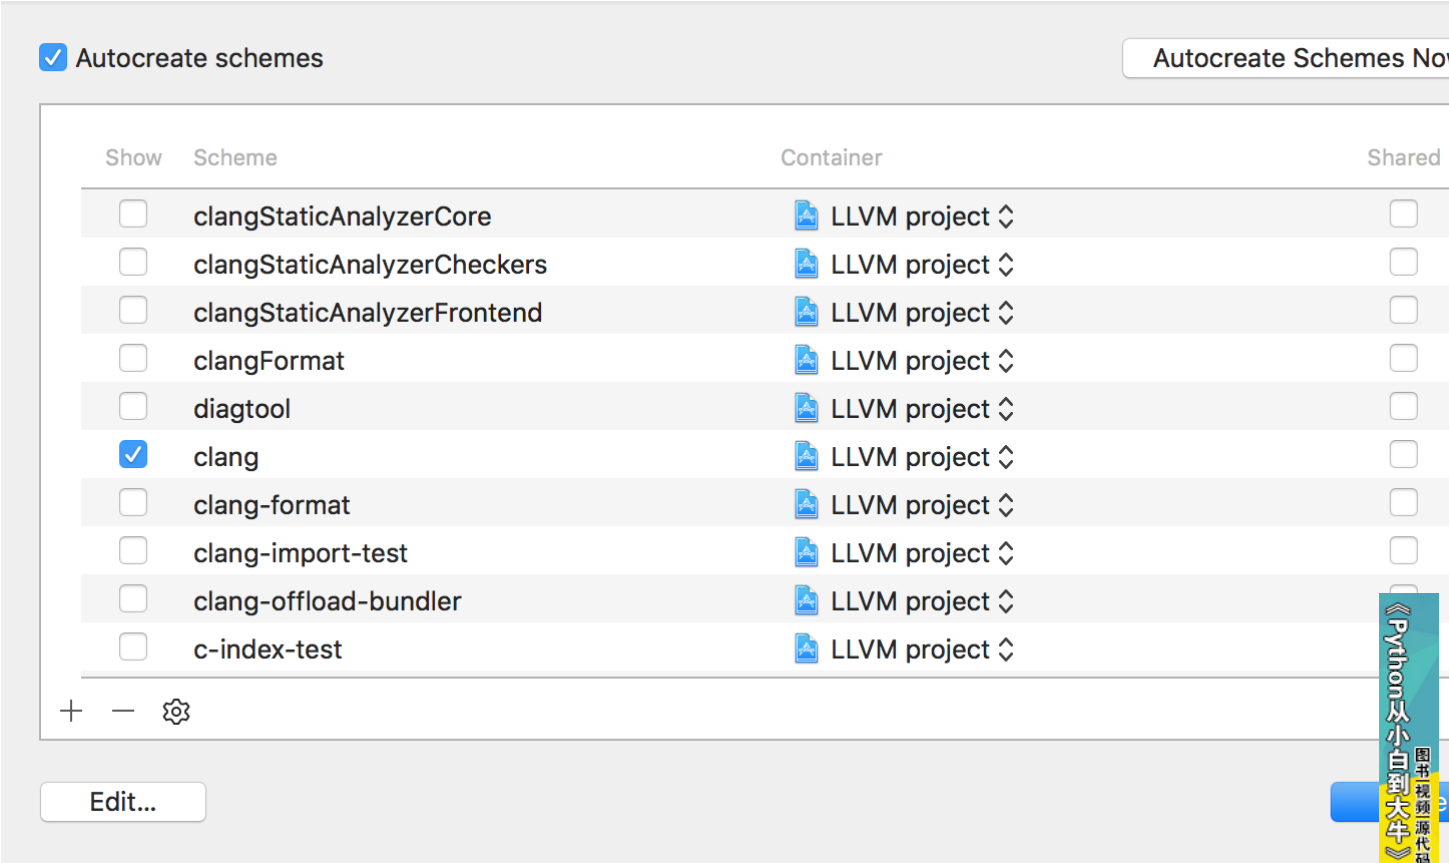 Autocreate schemes
Autocreate Schemes Now
Show Scheme Container Shared
clangStaticAnalyzerCore LLVM project
clangStaticAnalyzerCheckers LLVM project
clangStaticAnalyzerFrontend LLVM project
clangFormat LLVM project
diagtool LLVM project
clang LLVM project
clang-format LLVM project
clang-import-test LLVM project
clang-offload-bundler LLVM project
c-index-test LLVM project
Edit...
《Python从小白到大牛》
图书|视频|源代码